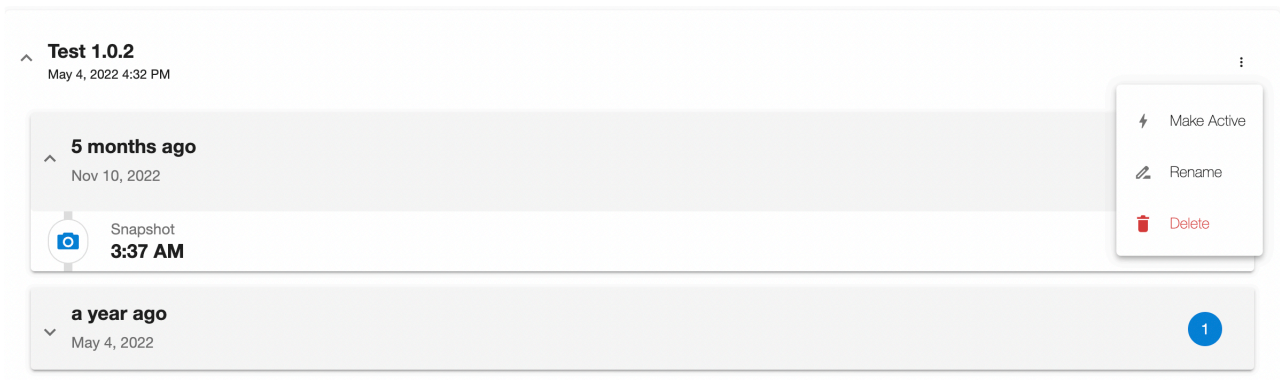 Test 1.0.2
May 4, 2022 4:32 PM
Make Active
5 months ago
Nov 10, 2022
Rename
Delete
Snapshot
3:37 AM
a year ago
May 4, 2022
1